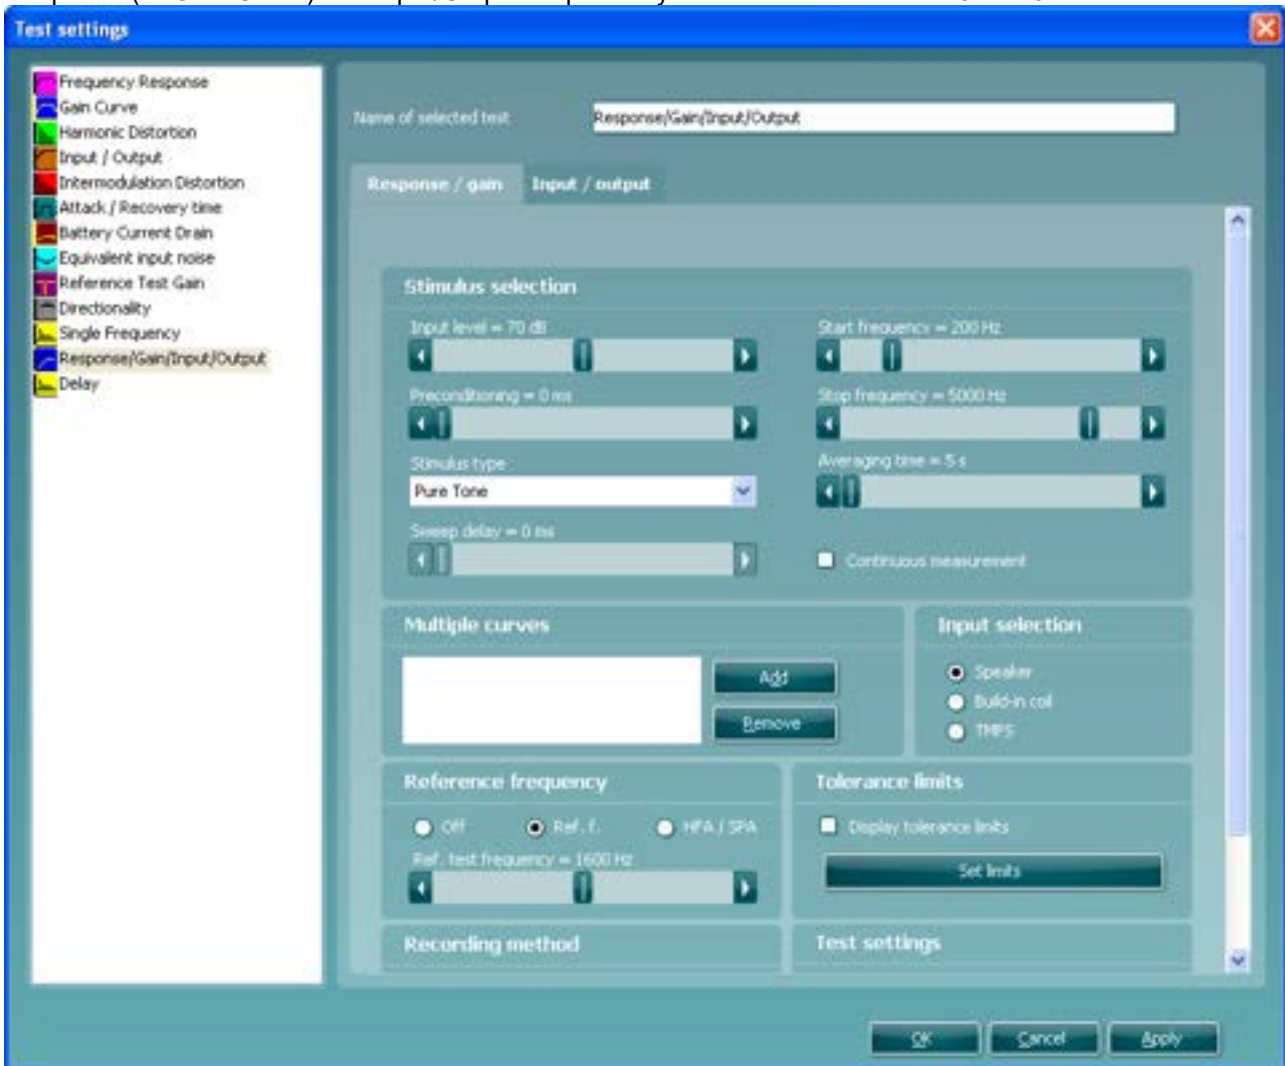 Test settings
Frequency Response
Gain Curve
Harmonic Distortion
Input / Output
Intermodulation Distortion
Attack / Recovery time
Battery Current Drain
Equivalent input noise
Reference Test Gain
Directionality
Single Frequency
Response/Gain/Input/Output
Delay
Name of selected test
Response/Gain/Input/Output
Response / gain
Input / output
Stimulus selection
Input level = 70 dB
Start frequency = 200 Hz
Preconditioning = 0 ms
Stop frequency = 5000 Hz
Stimulus type
Averaging time = 5 s
Pure Tone
Sweep delay = 0 ms
Continuous measurement
Multiple curves
Add
Remove
Input selection
Speaker
Build-in coil
TMFS
Reference frequency
Off
Ref. f.
HFA / SPA
Ref. test frequency = 1600 Hz
Tolerance limits
Display tolerance limits
Set limits
Recording method
Test settings
OK
Cancel
Apply